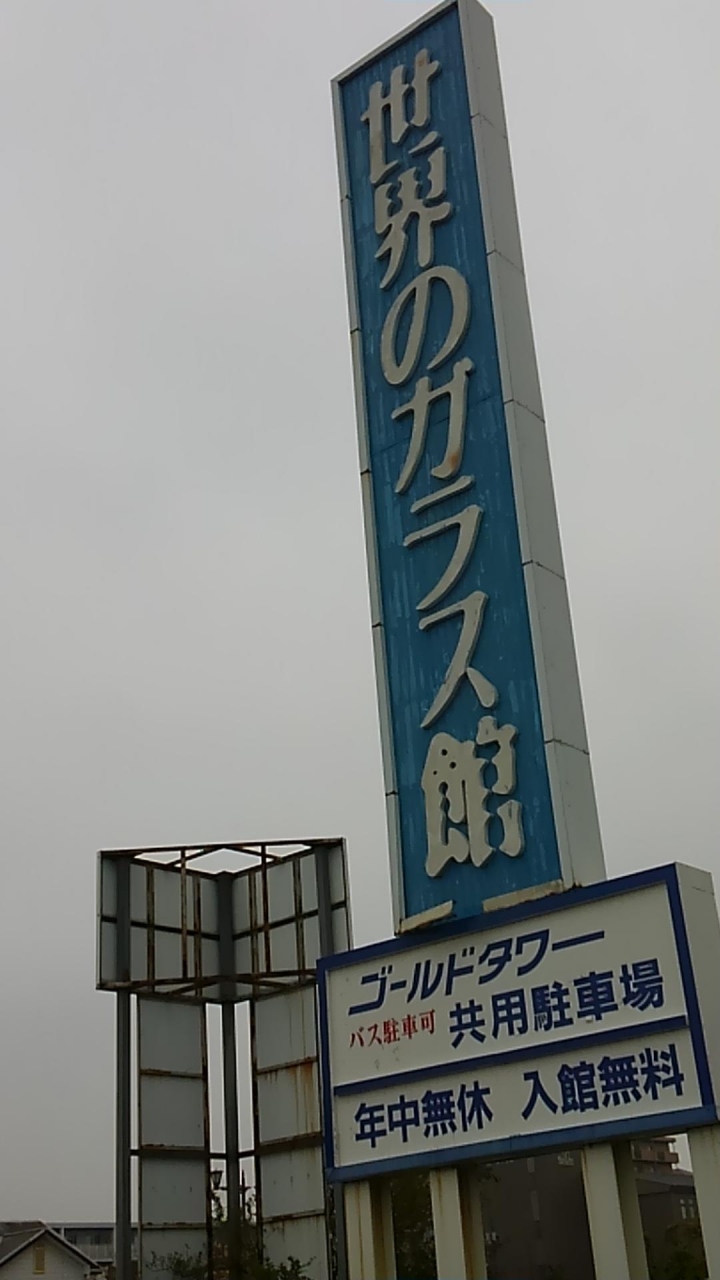 世界のガラス館
ゴールドタワー
バス駐車可 共用駐車場
年中無休 入館無料